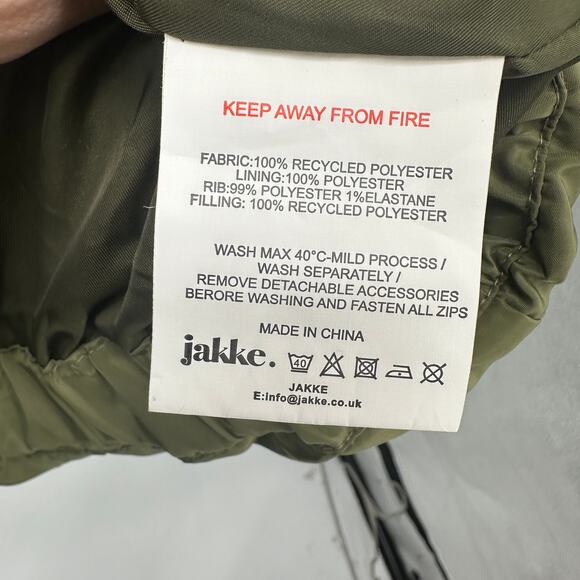 KEEP AWAY FROM FIRE
FABRIC:100% RECYCLED POLYESTER
LINING:100% POLYESTER
RIB:99% POLYESTER 1%ELASTANE
FILLING: 100% RECYCLED POLYESTER
WASH MAX 40°C-MILD PROCESS /
WASH SEPARATELY /
REMOVE DETACHABLE ACCESSORIES
BERORE WASHING AND FASTEN ALL ZIPS
MADE IN CHINA
jakke.
40
JAKKE
E:info@jakke.co.uk